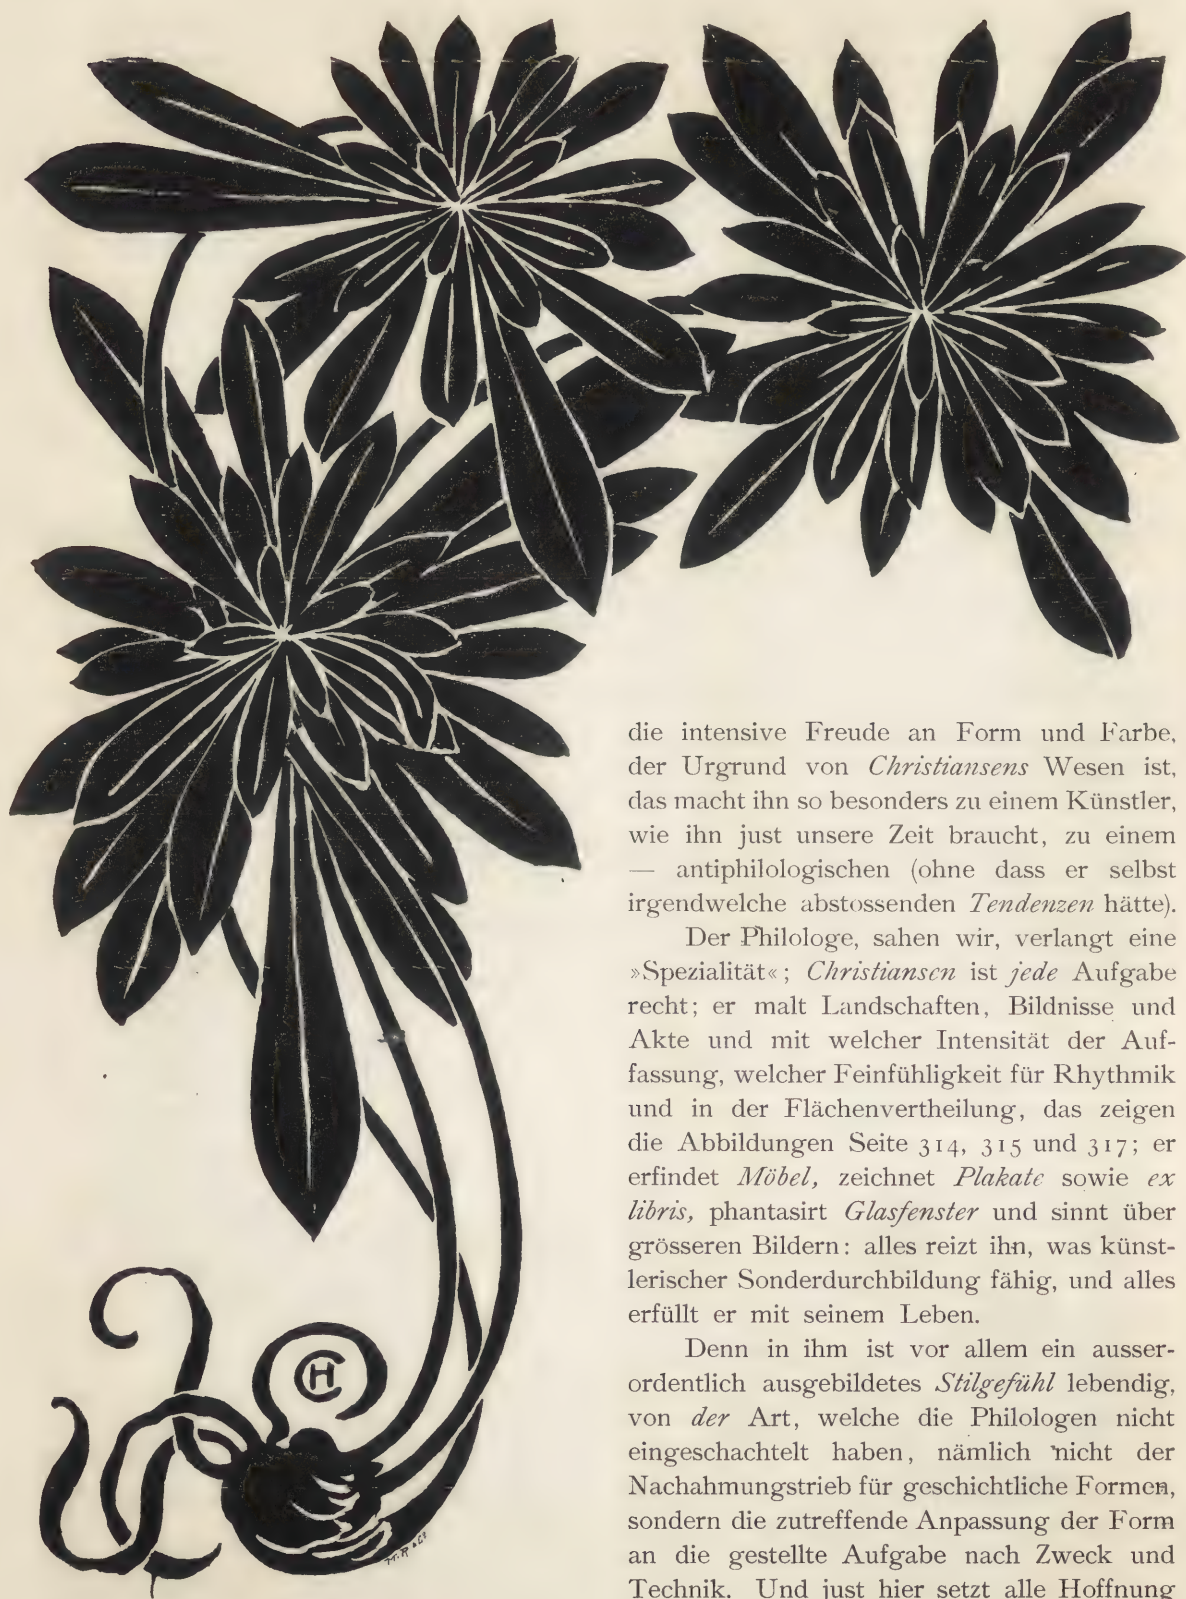 die intensive Freude an Form und Farbe,
der Urgrund von Christiansens Wesen ist,
das macht ihn so besonders zu einem Künstler,
wie ihn just unsere Zeit braucht, zu einem
— antiphilologischen (ohne dass er selbst
irgendwelche abstossenden Tendenzen hätte).
Der Philologe, sahen wir, verlangt eine
»Spezialität«; Christiansen ist jede Aufgabe
recht; er malt Landschaften, Bildnisse und
Akte und mit welcher Intensität der Auf-
fassung, welcher Feinfühligkeit für Rhythmik
und in der Flächenvertheilung, das zeigen
die Abbildungen Seite 314, 315 und 317; er
erfindet Möbel, zeichnet Plakate sowie ex
libris, phantasirt Glasfenster und sinnt über
grösseren Bildern: alles reizt ihn, was künst-
lerischer Sonderdurchbildung fähig, und alles
erfüllt er mit seinem Leben.
Denn in ihm ist vor allem ein ausser-
ordentlich ausgebildetes Stilgefühl lebendig,
von der Art, welche die Philologen nicht
eingeschachtelt haben, nämlich nicht der
Nachahmungstrieb für geschichtliche Formen,
sondern die zutreffende Anpassung der Form
an die gestellte Aufgabe nach Zweck und
Technik. Und just hier setzt alle Hoffnung
HC